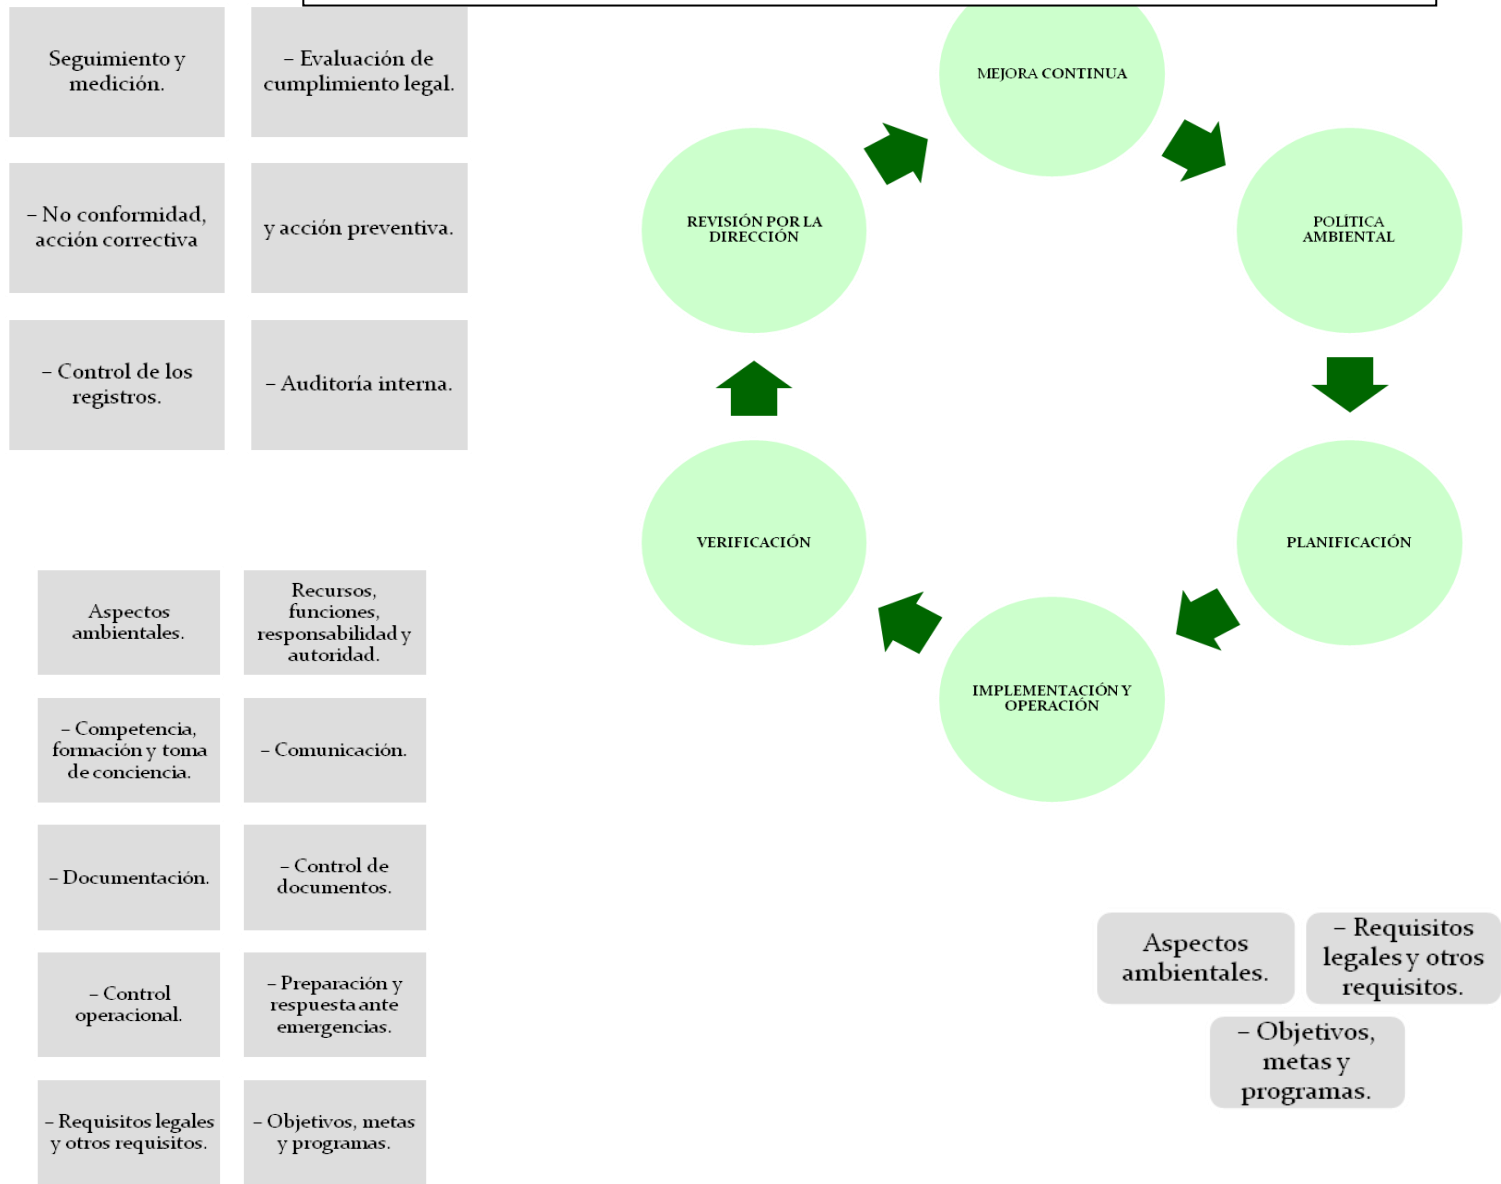 Seguimiento y
medición.
– Evaluación de
cumplimiento legal.
– No conformidad,
acción correctiva
y acción preventiva.
– Control de los
registros.
– Auditoría interna.
MEJORA CONTINUA
POLÍTICA
AMBIENTAL
PLANIFICACIÓN
IMPLEMENTACIÓN Y
OPERACIÓN
VERIFICACIÓN
REVISIÓN POR LA
DIRECCIÓN
Aspectos
ambientales.
Recursos,
funciones,
responsabilidad y
autoridad.
– Competencia,
formación y toma
de conciencia.
– Comunicación.
– Documentación.
– Control de
documentos.
– Control
operacional.
– Preparación y
respuesta ante
emergencias.
– Requisitos legales
y otros requisitos.
– Objetivos, metas
y programas.
Aspectos
ambientales.
– Requisitos
legales y otros
requisitos.
– Objetivos,
metas y
programas.